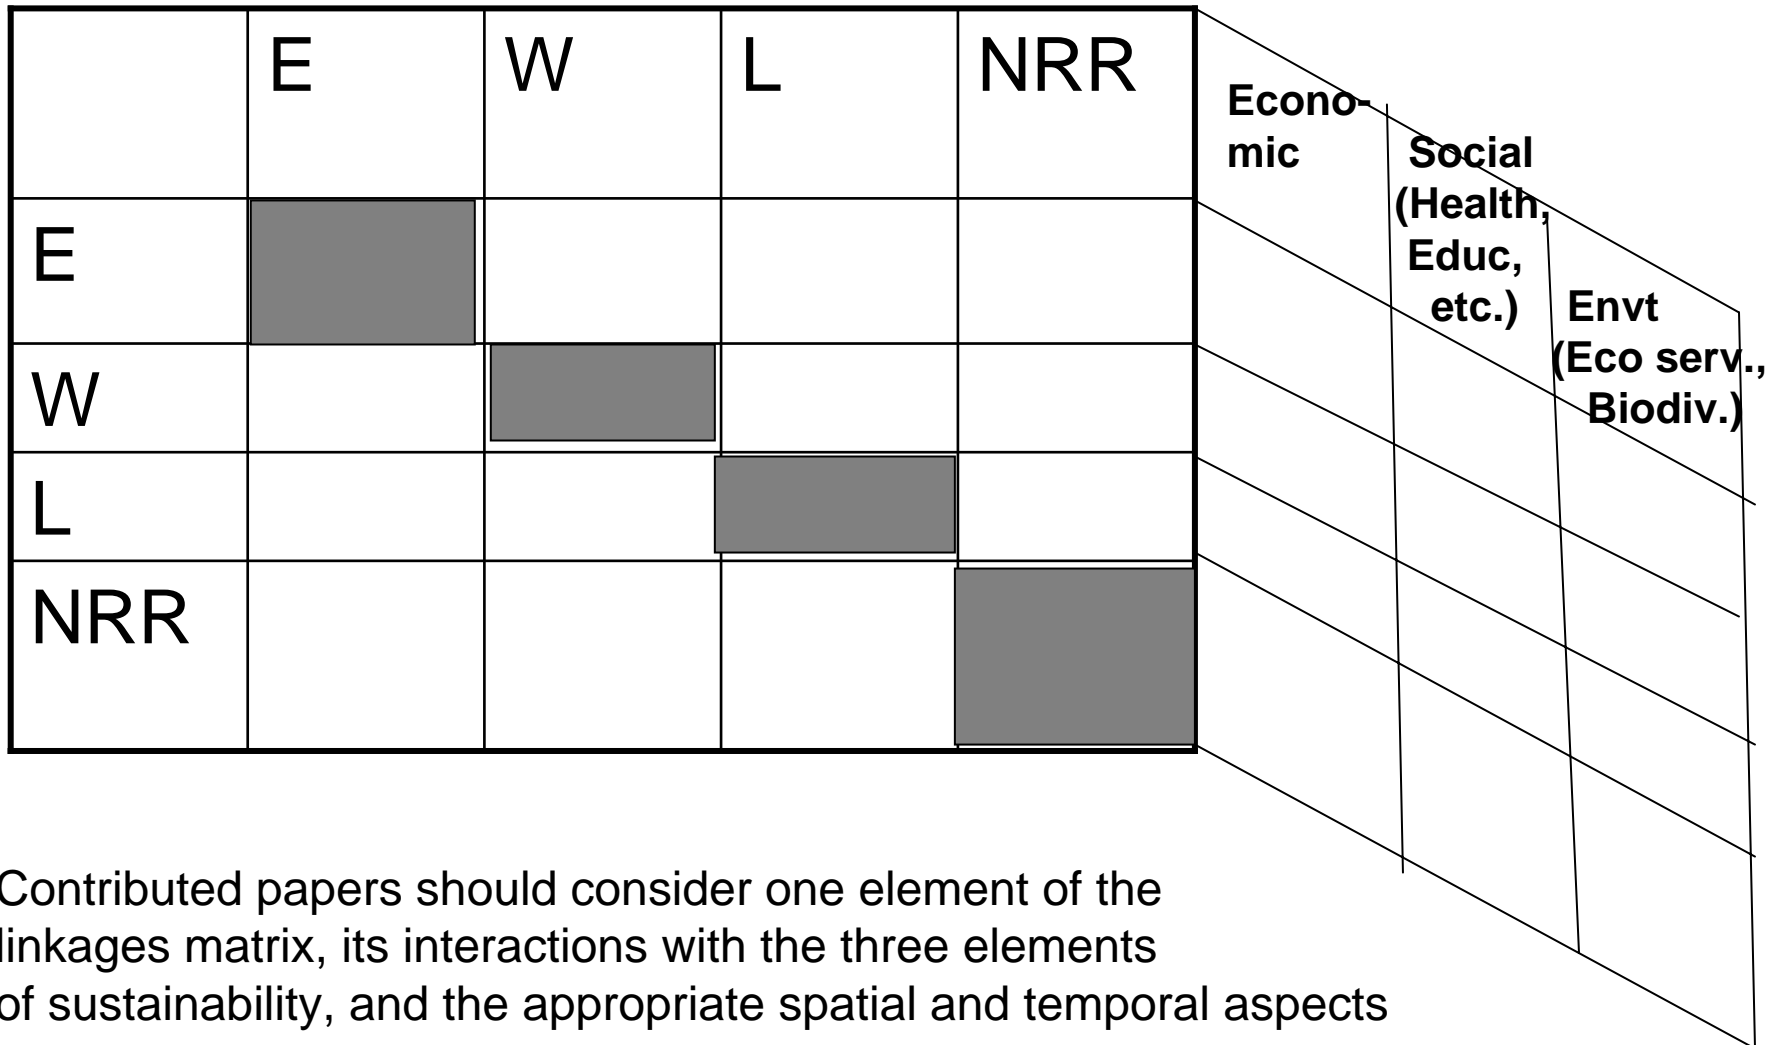 E W L NRR
E
W
L
NRR
Econo-
mic
Social
(Health,
Educ,
etc.)
Envt
(Eco serv.,
Biodiv.)
Contributed papers should consider one element of the
linkages matrix, its interactions with the three elements
of sustainability, and the appropriate spatial and temporal aspects